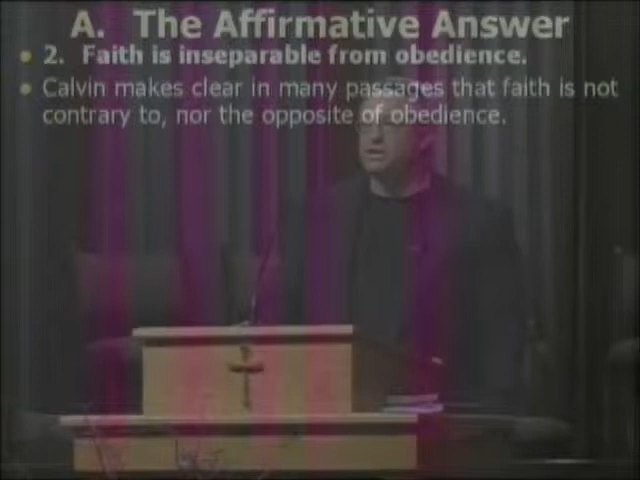 A. The Affirmative Answer
2. Faith is inseparable from obedience.
Calvin makes clear in many passages that faith is not
contrary to, nor the opposite of obedience.